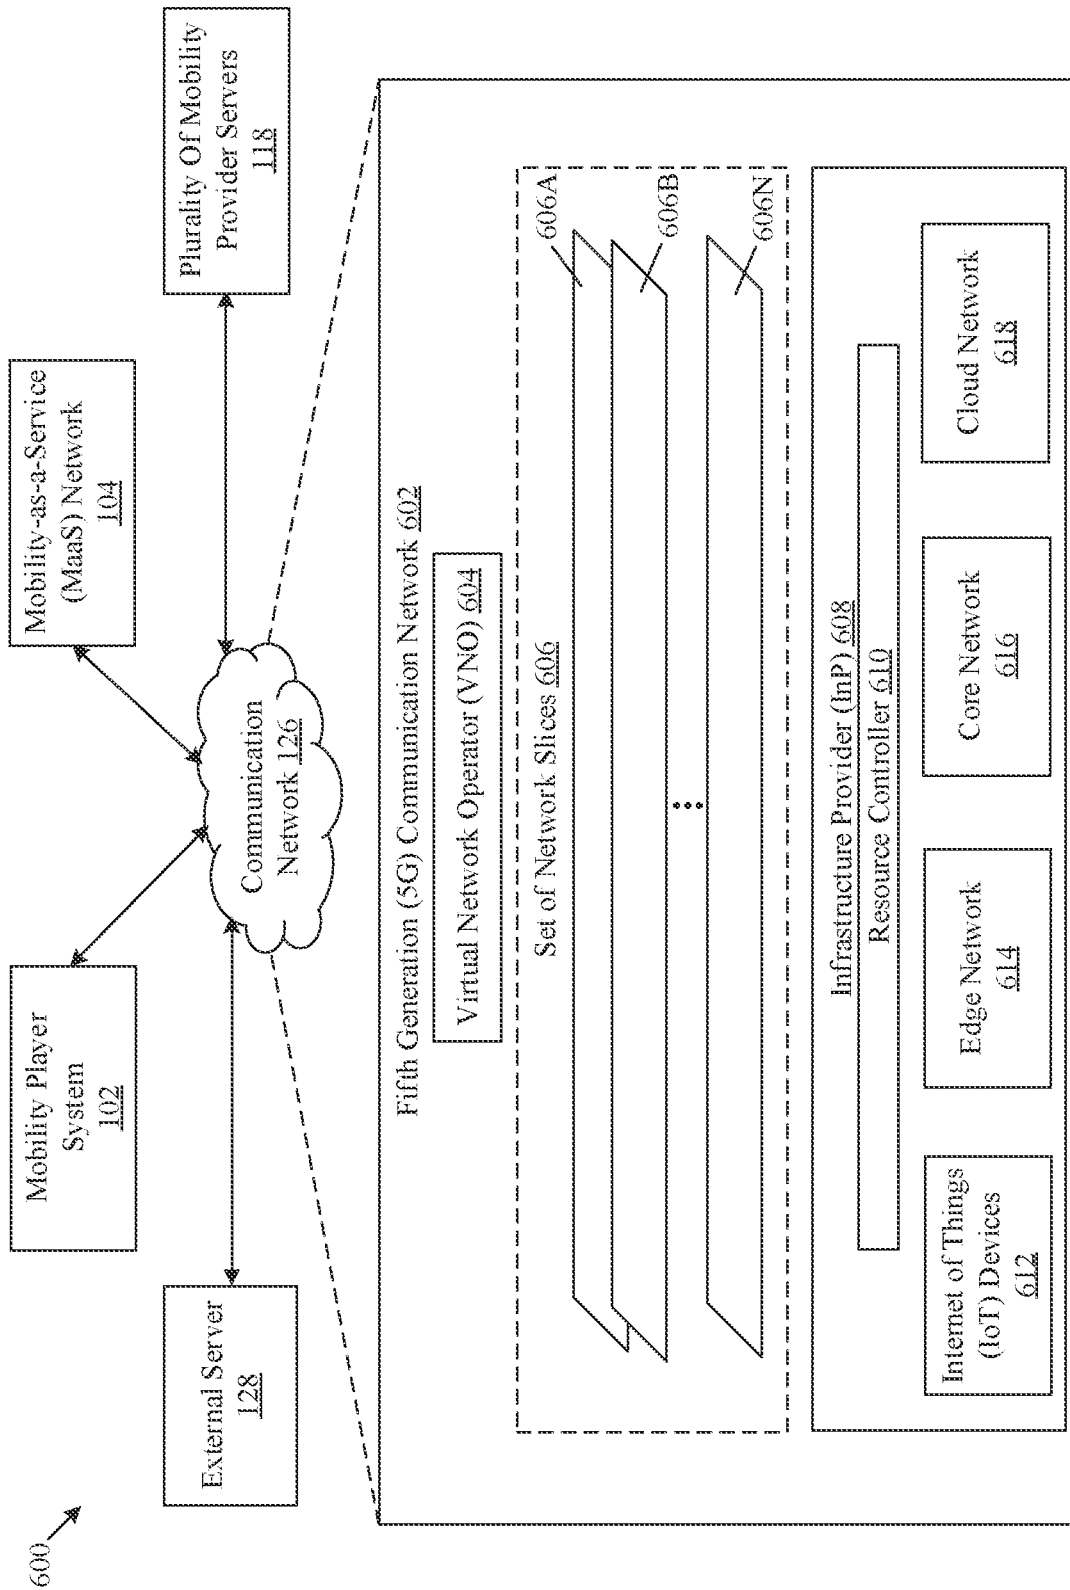 600
Mobility Player
System
102
Mobility-as-a-Service
(MaaS) Network
104
External Server
128
Plurality Of Mobility
Provider Servers
118
Communication
Network 126
Fifth Generation (5G) Communication Network 602
Virtual Network Operator (VNO) 604
Set of Network Slices 606
606A
606B
606N
Infrastructure Provider (InP) 608
Resource Controller 610
Internet of Things
(IoT) Devices
612
Edge Network
614
Core Network
616
Cloud Network
618